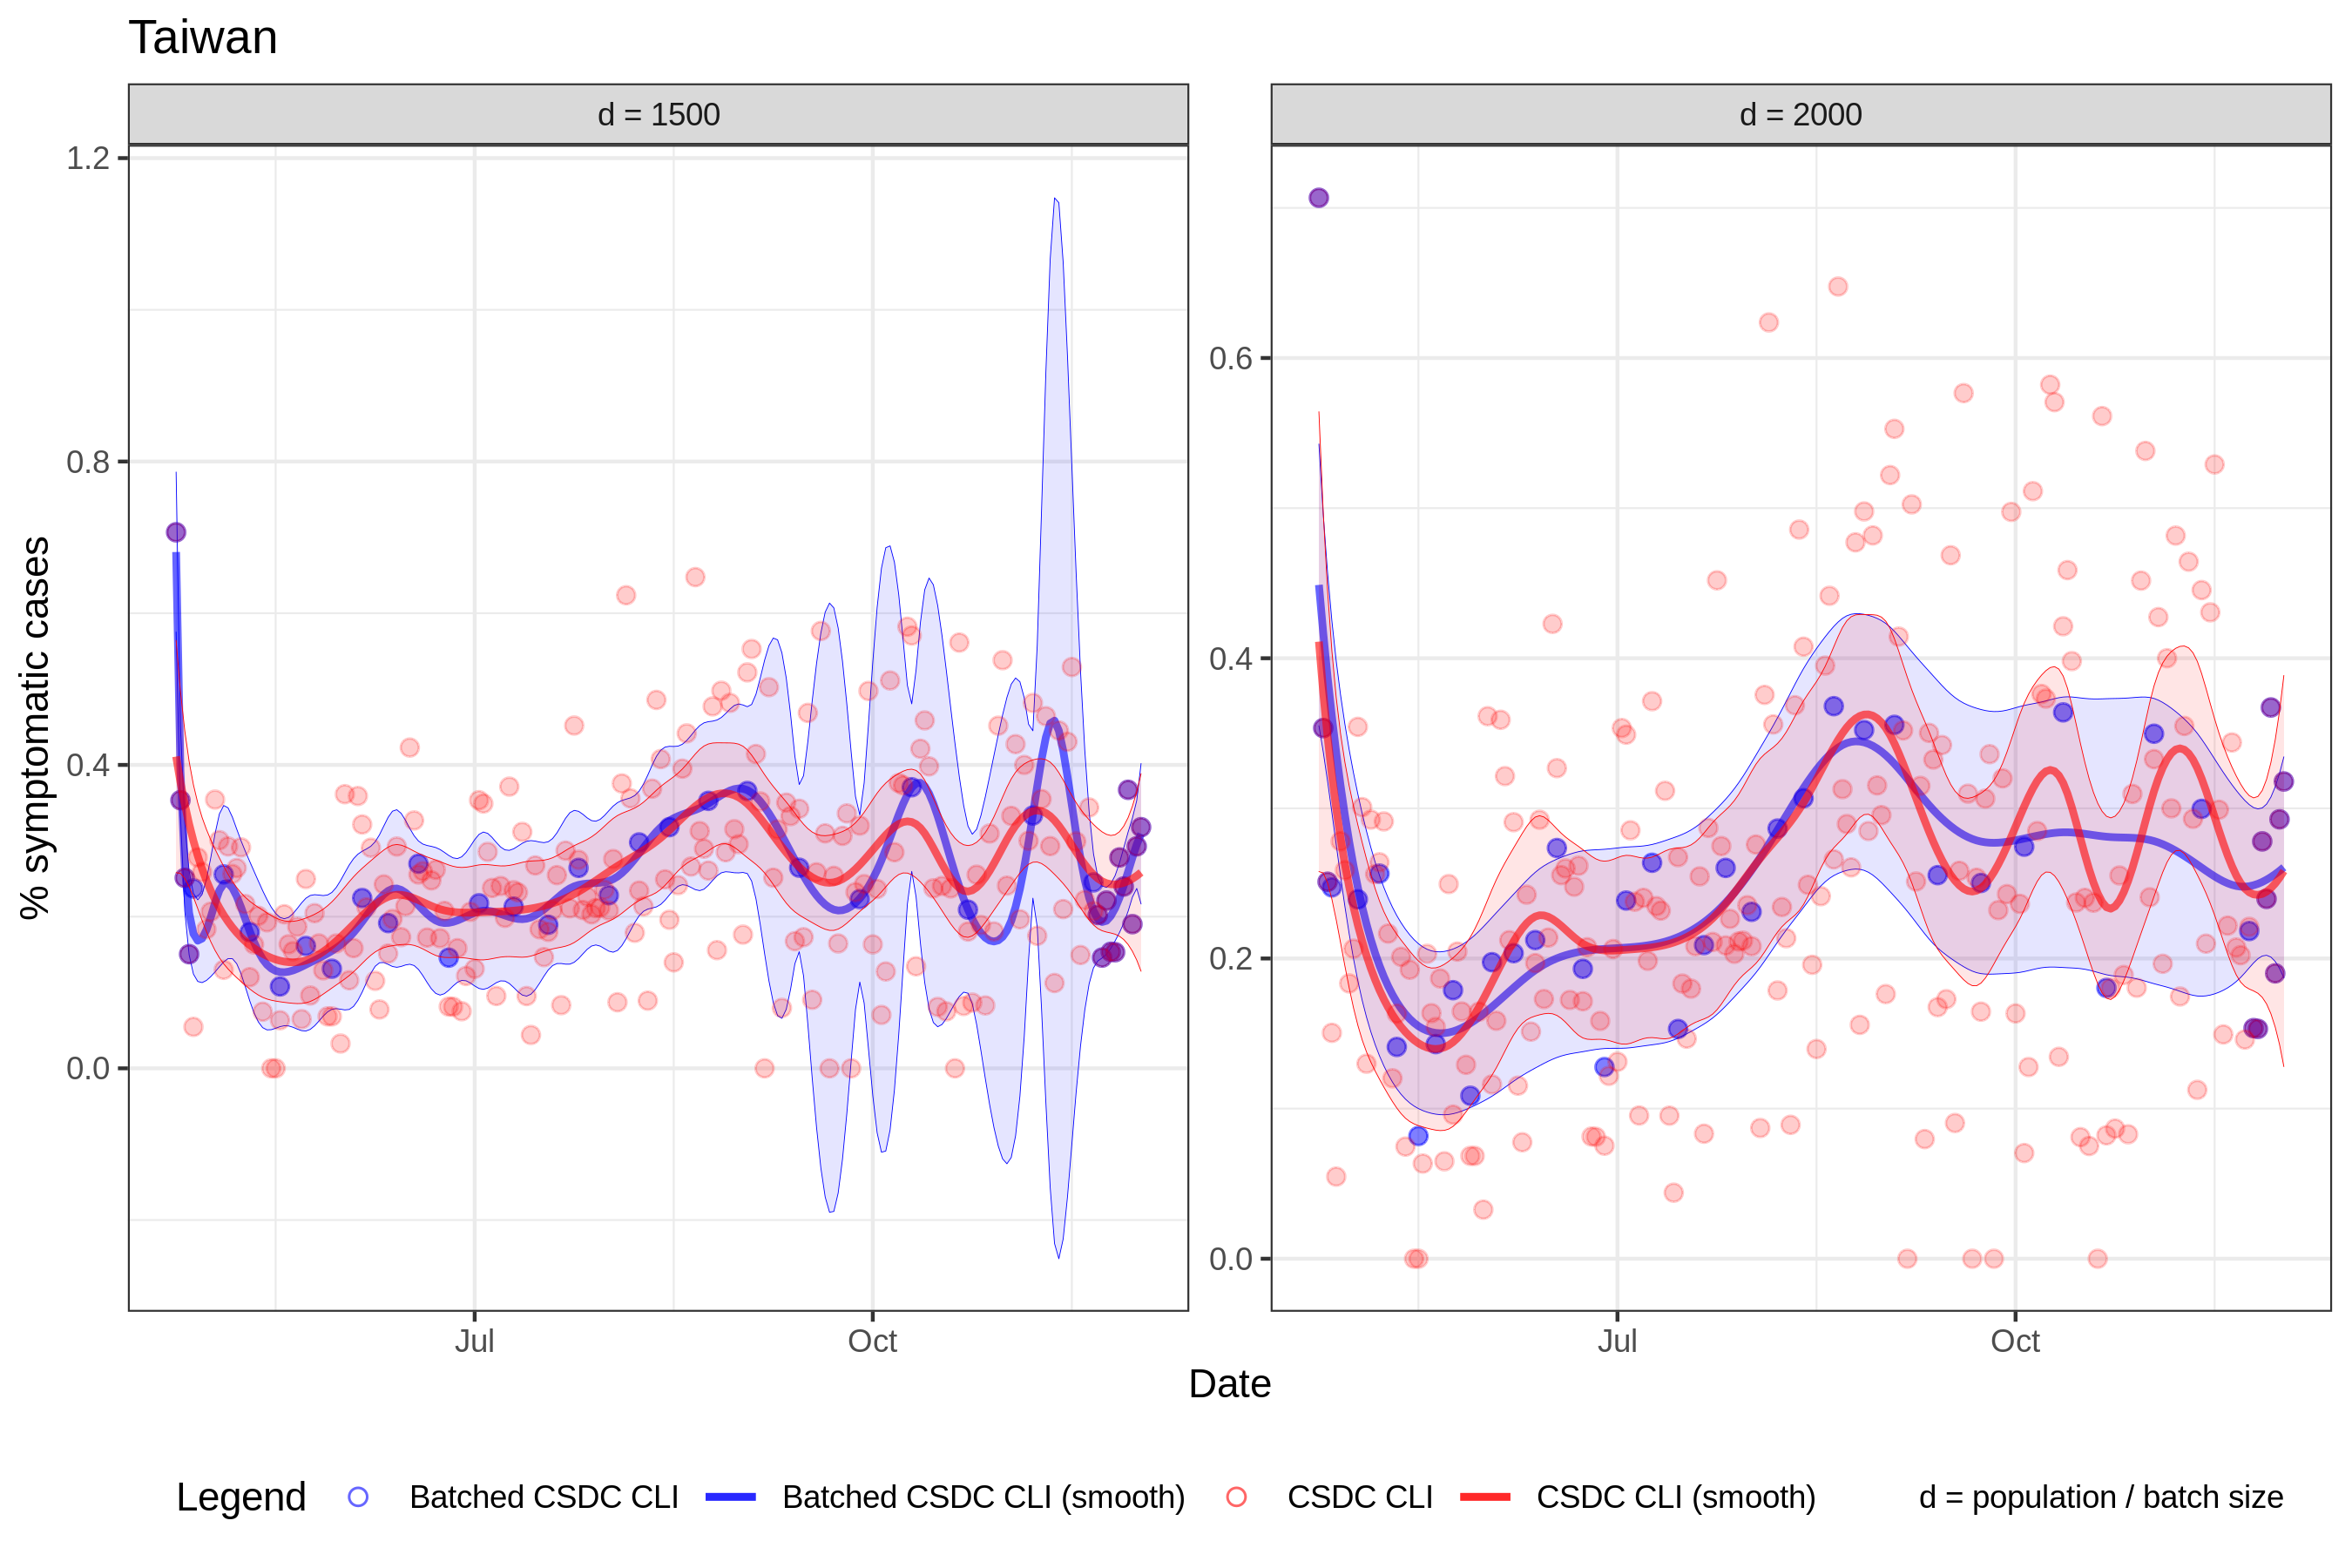 Taiwan
d = 1500
d = 2000
% symptomatic cases
1.2
0.8
0.4
0.0
0.6
0.4
0.2
0.0
Jul
Oct
Jul
Oct
Date
Legend
Batched CSDC CLI
Batched CSDC CLI (smooth)
CSDC CLI
CSDC CLI (smooth)
d = population / batch size